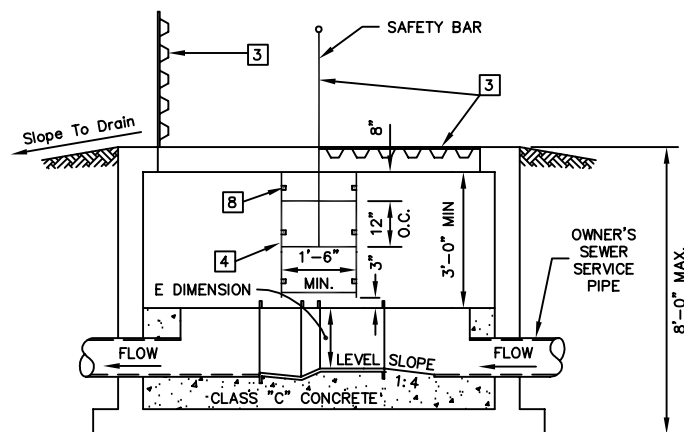 SAFETY BAR
3
3
Slope To Drain
8"
8
12"
O.C.
3'-0" MIN
4
1'-6"
MIN.
3"
OWNER'S
SEWER
SERVICE
PIPE
8'-0" MAX.
E DIMENSION
FLOW
LEVEL SLOPE
1:4
FLOW
CLASS "C" CONCRETE